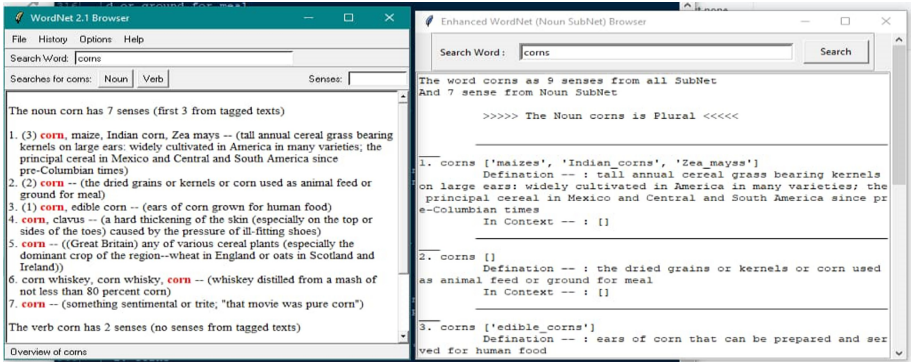 d or ground for meal
WordNet 2.1 Browser
File History Options Help
Search Word: corns
Searches for corns: Noun Verb Senses:
The noun corn has 7 senses (first 3 from tagged texts)
1. (3) corn, maize, Indian corn, Zea mays -- (tall annual cereal grass bearing
kernels on large ears: widely cultivated in America in many varieties; the
principal cereal in Mexico and Central and South America since
pre-Columbian times)
2. (2) corn -- (the dried grains or kernels or corn used as animal feed or
ground for meal)
3. (1) corn, edible corn -- (ears of corn grown for human food)
4. corn, clavus -- (a hard thickening of the skin (especially on the top or
sides of the toes) caused by the pressure of ill-fitting shoes)
5. corn -- ((Great Britain) any of various cereal plants (especially the
dominant crop of the region--wheat in England or oats in Scotland and
Ireland))
6. corn whiskey, corn whisky, corn -- (whiskey distilled from a mash of
not less than 80 percent corn)
7. corn -- (something sentimental or trite; "that movie was pure corn")
The verb corn has 2 senses (no senses from tagged texts)
Overview of corns
Enhanced WordNet (Noun SubNet) Browser
Search Word : corns Search
The word corns as 9 senses from all SubNet
And 7 sense from Noun SubNet
>>>>> The Noun corns is Plural <<<<<
1. corns ['maizes', 'Indian_corns', 'Zea_mayss']
Defination -- : tall annual cereal grass bearing kernels
on large ears: widely cultivated in America in many varieties; the
principal cereal in Mexico and Central and South America since pr
e-Columbian times
In Context -- : []
2. corns []
Defination -- : the dried grains or kernels or corn used
as animal feed or ground for meal
In Context -- : []
3. corns ['edible_corns']
Defination -- : ears of corn that can be prepared and ser
ved for human food